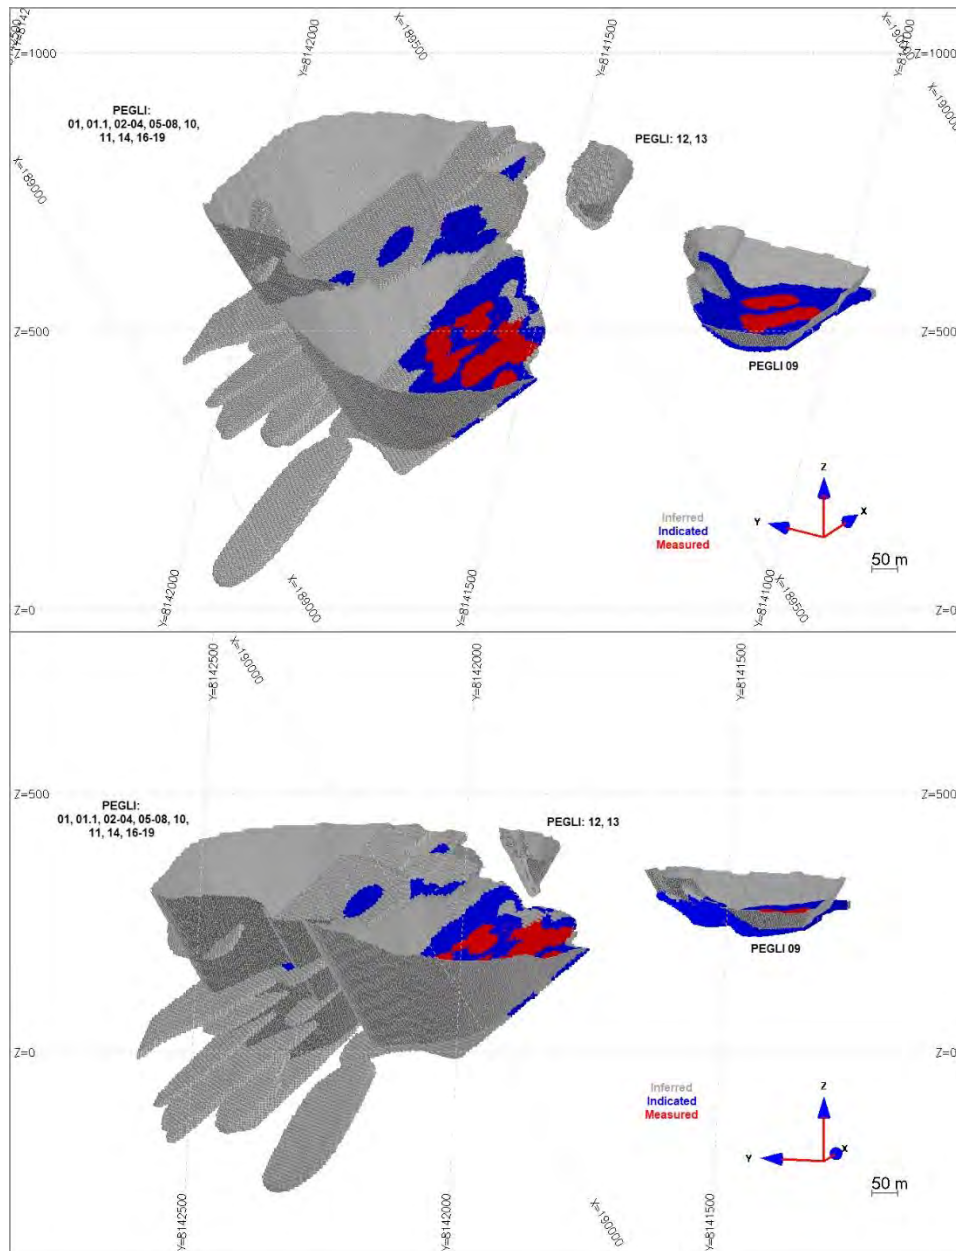 Y=8142000
X=189500
Y=8141500
X=190000
Y=8141000
Z=1000
Z=1000
X=190000
PEGLI:
01, 01.1, 02-04, 05-08, 10,
11, 14, 16-19
PEGLI: 12, 13
X=189000
Z=500
Z=500
PEGLI 09
Z
Y
X
Inferred
Indicated
Measured
50 m
Z=0
Z=0
Y=8142000
X=189000
Y=8141500
Y=8141000
X=189500
Y=8142500
X=190000
Y=8142000
Y=8141500
Z=500
Z=500
PEGLI:
01, 01.1, 02-04, 05-08, 10,
11, 14, 16-19
PEGLI: 12, 13
PEGLI 09
Z=0
Z=0
Inferred
Indicated
Measured
Z
Y
X
50 m
Y=8142500
Y=8142000
X=190000
Y=8141500